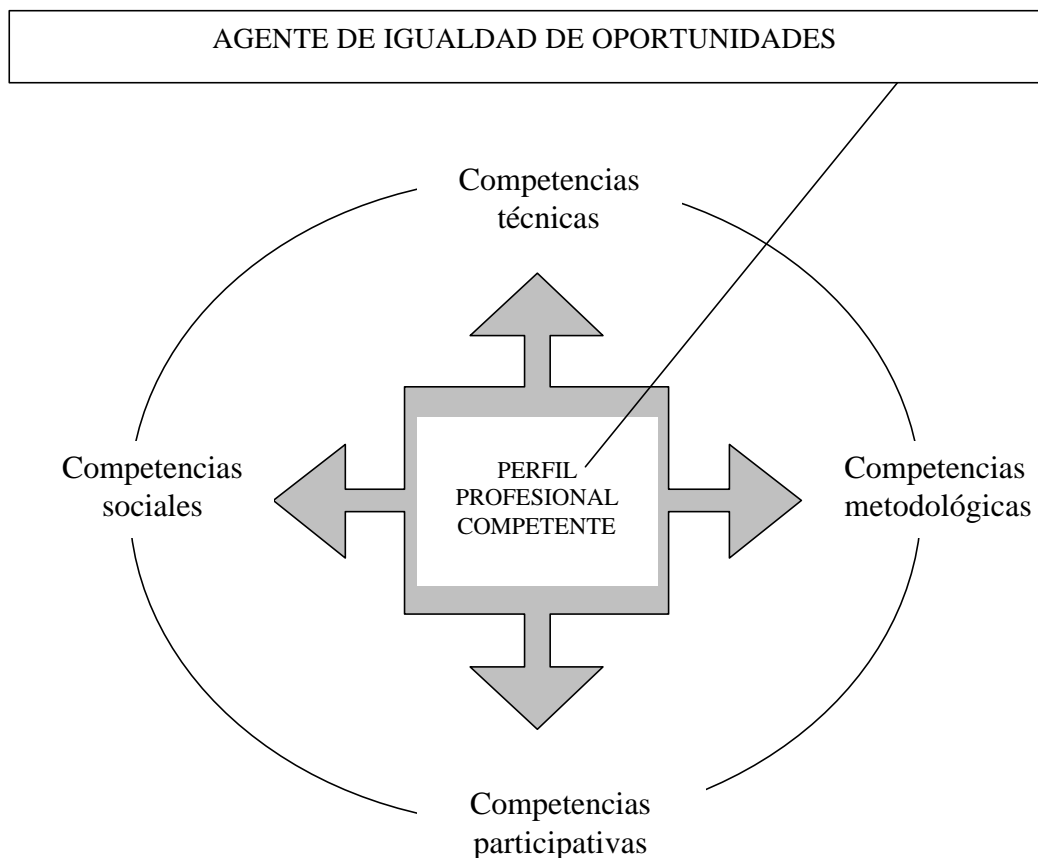 AGENTE DE IGUALDAD DE OPORTUNIDADES
Competencias
técnicas
Competencias
sociales
PERFIL
PROFESIONAL
COMPETENTE
Competencias
metodológicas
Competencias
participativas